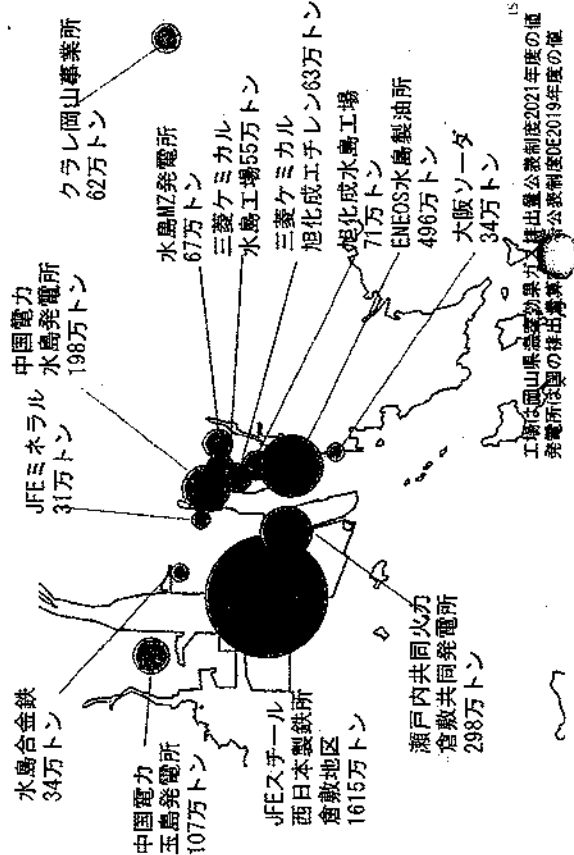 水島合金鉄
34万トン
JFEミネラル
31万トン
中国電力
水島発電所
198万トン
クラレ岡山事業所
62万トン
中国電力
玉島発電所
107万トン
水島MZ発電所
67万トン
三菱ケミカル
水島工場55万トン
三菱ケミカル
旭化成エチレン63万トン
旭化成水島工場
71万トン
ENEOS水島製油所
496万トン
大阪ソーダ
34万トン
JFEスチール
西日本製鉄所
倉敷地区
1615万トン
瀬戸内共同火力
倉敷共同発電所
298万トン
工場は岡山県温室効果ガス排出量公表制度2021年度の値
発電所は国の排出量算 公表制度DE2019年度の値
15